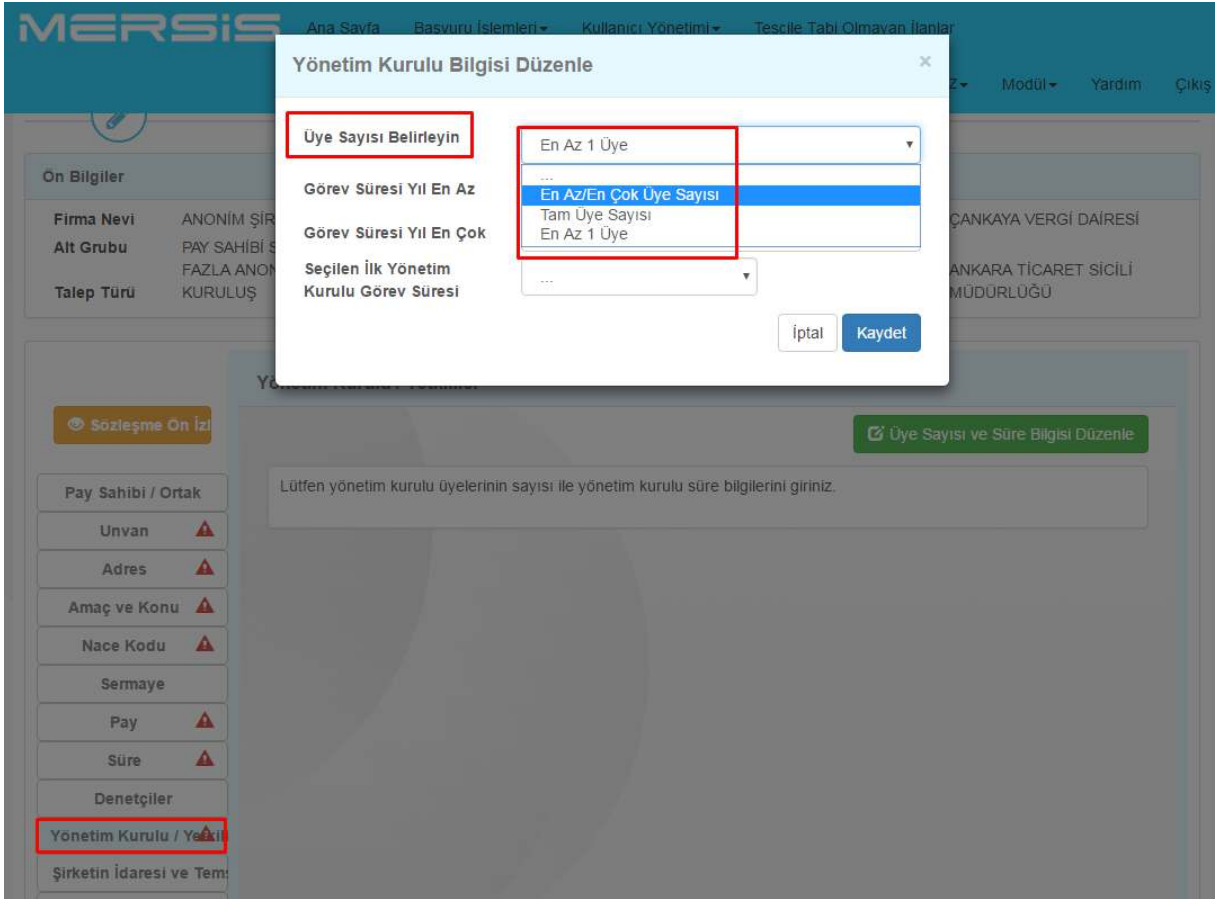 MERSiS
Ana Sayfa Başvuru İşlemleri Kullanıcı Yönetimi Tescile Tabi Olmayan İlanlar
Modül Yardım Çıkış
Yönetim Kurulu Bilgisi Düzenle ×
Üye Sayısı Belirleyin En Az 1 Üye
...
En Az/En Çok Üye Sayısı
Tam Üye Sayısı
En Az 1 Üye
Görev Süresi Yıl En Az
Görev Süresi Yıl En Çok
Seçilen İlk Yönetim
Kurulu Görev Süresi ...
İptal Kaydet
Ön Bilgiler
Firma Nevi ANONİM ŞİR ÇANKAYA VERGİ DAİRESİ
Alt Grubu PAY SAHİBİ S
FAZLA ANON ANKARA TİCARET SİCİLİ
Talep Türü KURULUŞ MÜDÜRLÜĞÜ
Sözleşme Ön İzl
Üye Sayısı ve Süre Bilgisi Düzenle
Lütfen yönetim kurulu üyelerinin sayısı ile yönetim kurulu süre bilgilerini giriniz.
Pay Sahibi / Ortak
Unvan
Adres
Amaç ve Konu
Nace Kodu
Sermaye
Pay
Süre
Denetçiler
Yönetim Kurulu / Yetkili
Şirketin İdaresi ve Tems